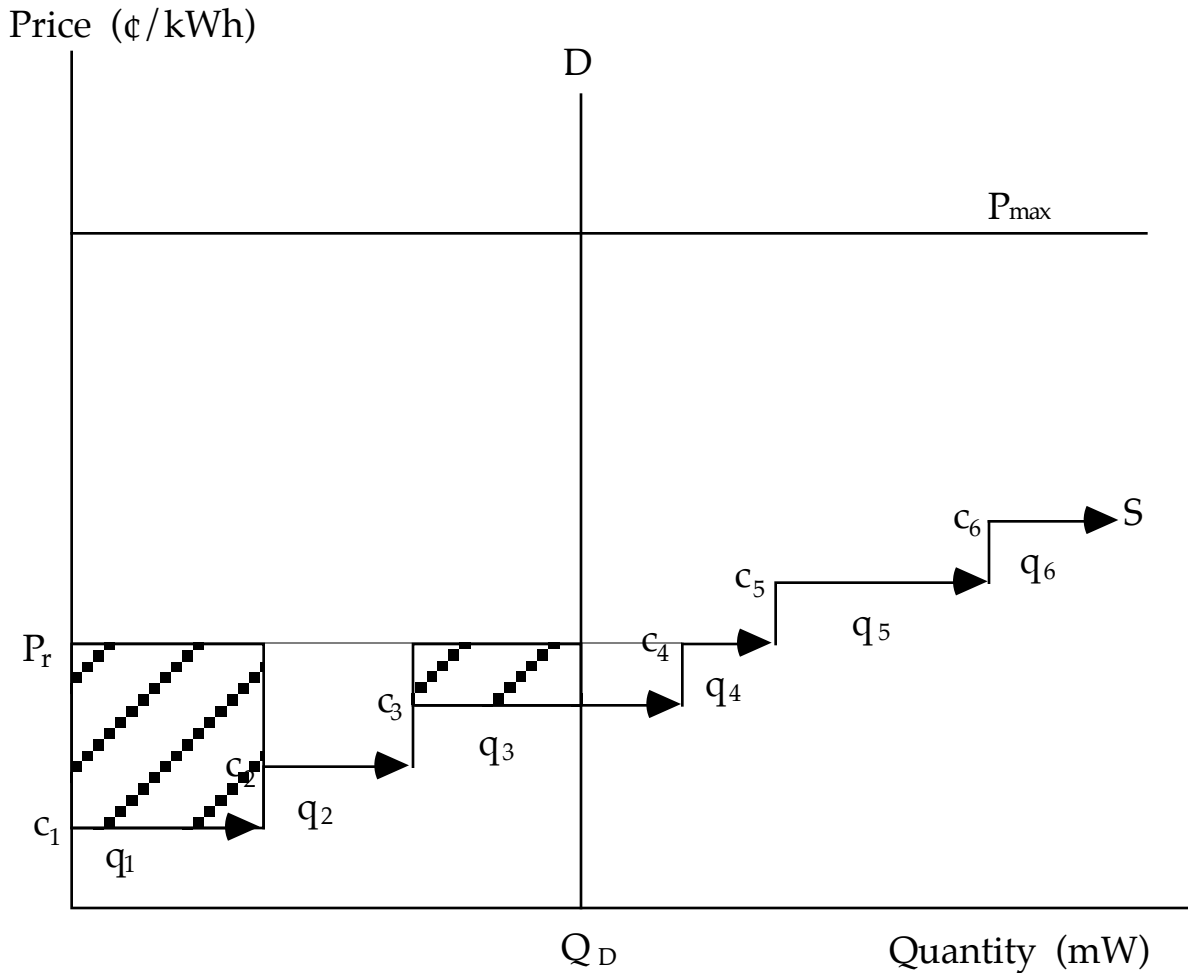 Price (¢/kWh)
D
Pmax
c6
S
q6
c5
q5
Pr
c4
q4
c3
q3
c2
q2
c1
q1
QD
Quantity (mW)